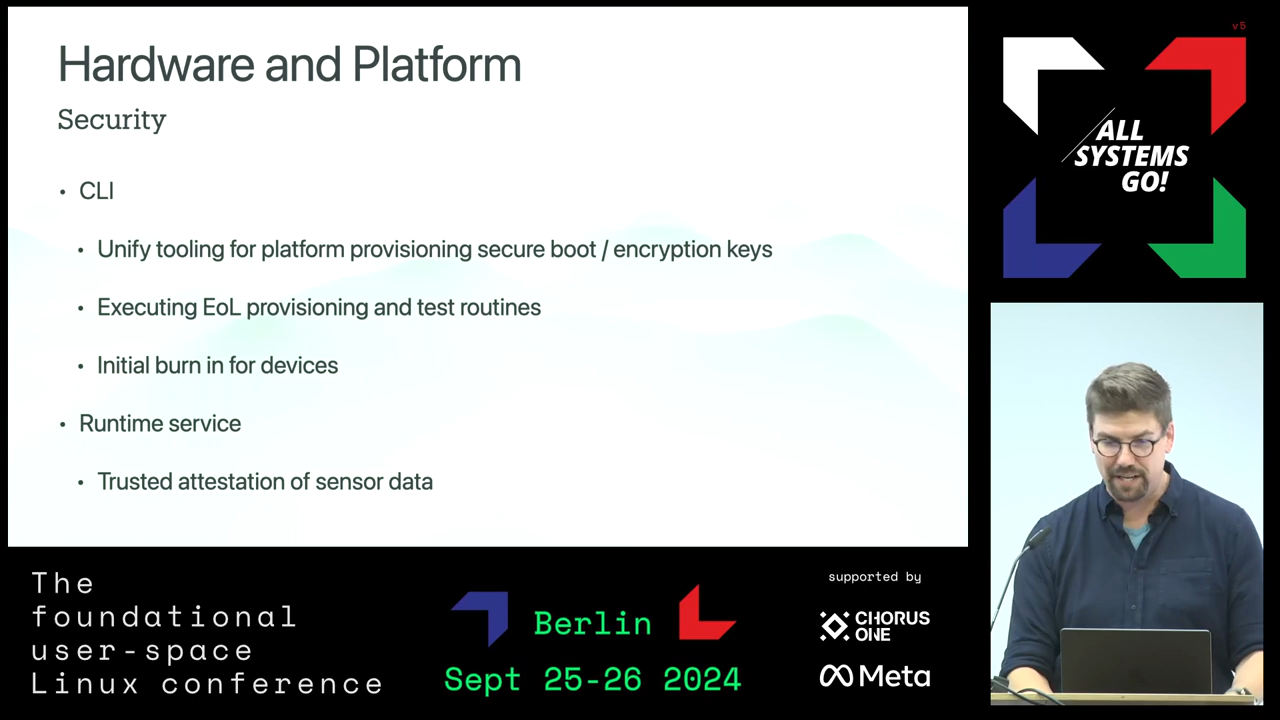 Hardware and Platform
Security
• CLI
• Unify tooling for platform provisioning secure boot / encryption keys
• Executing EoL provisioning and test routines
• Initial burn in for devices
• Runtime service
• Trusted attestation of sensor data
v5
ALL
SYSTEMS
GO!
The
foundational
user-space
Linux conference
Berlin
Sept 25-26 2024
supported by
CHORUS
ONE
Meta